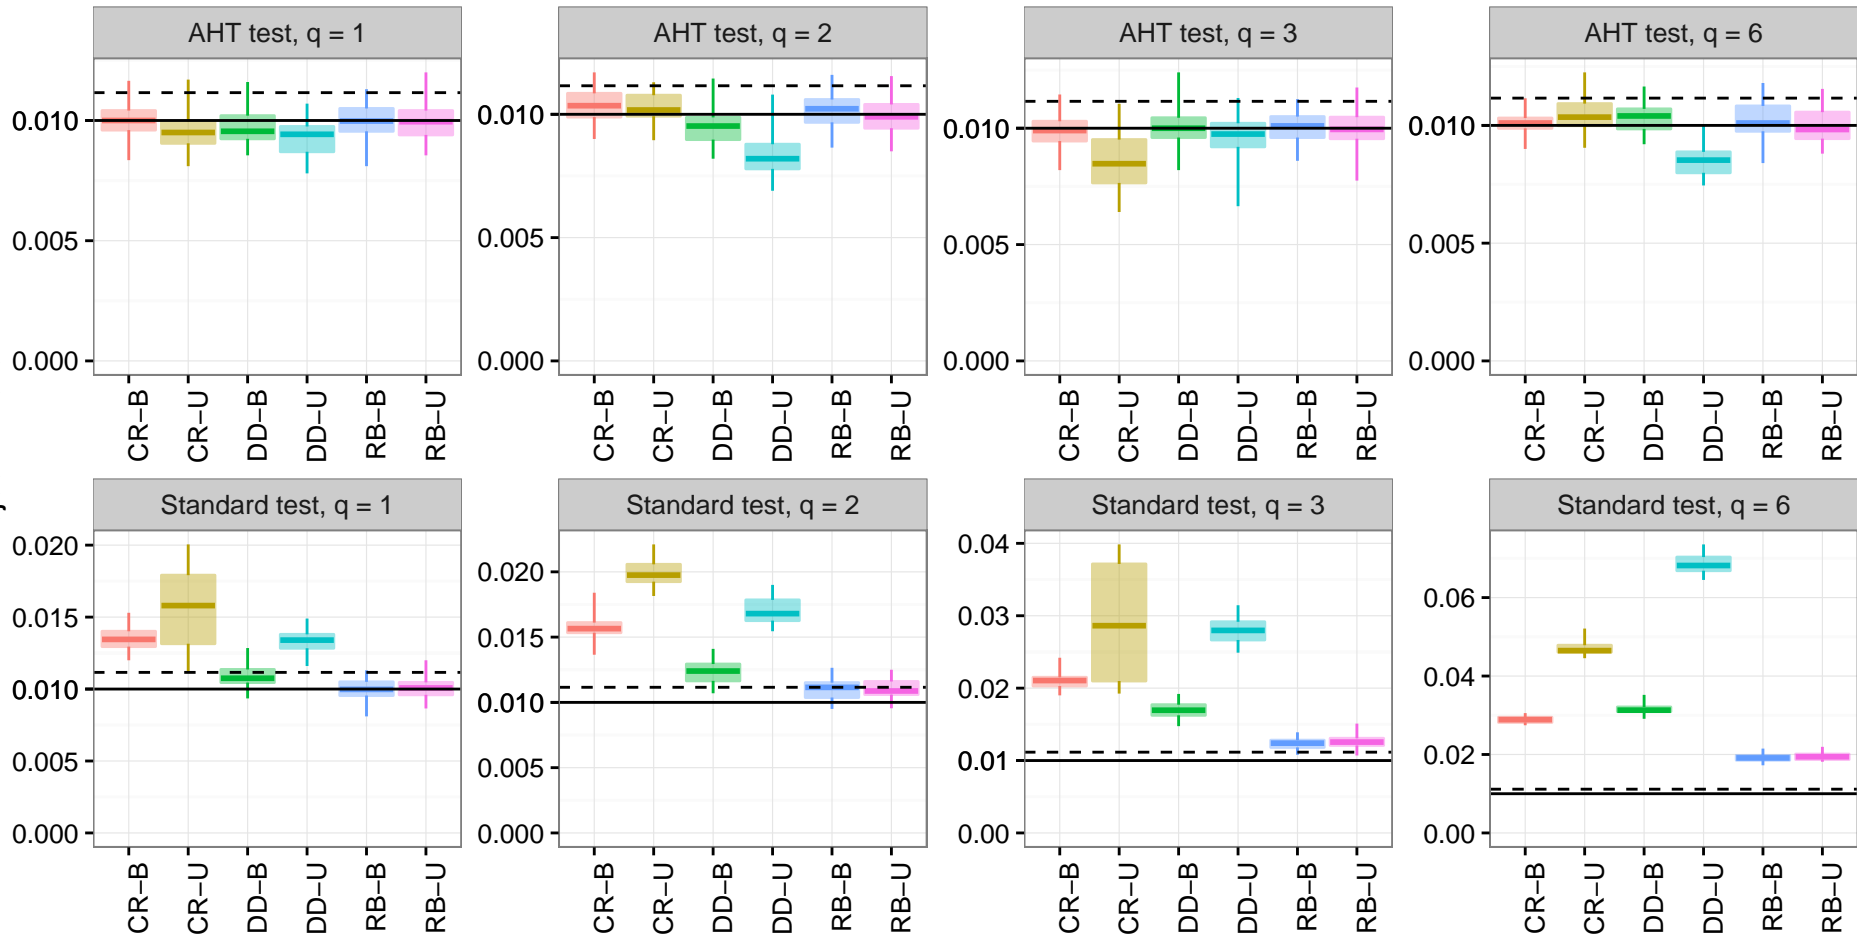 AHT test, q = 1
AHT test, q = 2
AHT test, q = 3
AHT test, q = 6
0.010
0.005
0.000
0.010
0.005
0.000
0.010
0.005
0.000
0.010
0.005
0.000
CR−B
CR−U
DD−B
DD−U
RB−B
RB−U
CR−B
CR−U
DD−B
DD−U
RB−B
RB−U
CR−B
CR−U
DD−B
DD−U
RB−B
RB−U
CR−B
CR−U
DD−B
DD−U
RB−B
RB−U
Standard test, q = 1
Standard test, q = 2
Standard test, q = 3
Standard test, q = 6
0.020
0.015
0.010
0.005
0.000
0.020
0.015
0.010
0.005
0.000
0.04
0.03
0.02
0.01
0.00
0.06
0.04
0.02
0.00
CR−B
CR−U
DD−B
DD−U
RB−B
RB−U
CR−B
CR−U
DD−B
DD−U
RB−B
RB−U
CR−B
CR−U
DD−B
DD−U
RB−B
RB−U
CR−B
CR−U
DD−B
DD−U
RB−B
RB−U